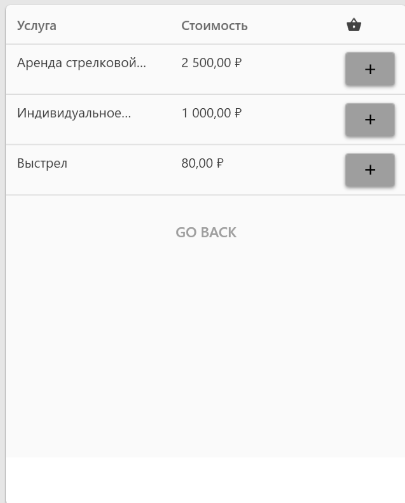 Услуга Стоимость
Аренда стрелковой... 2 500,00 ₽ +
Индивидуальное... 1 000,00 ₽ +
Выстрел 80,00 ₽ +
GO BACK